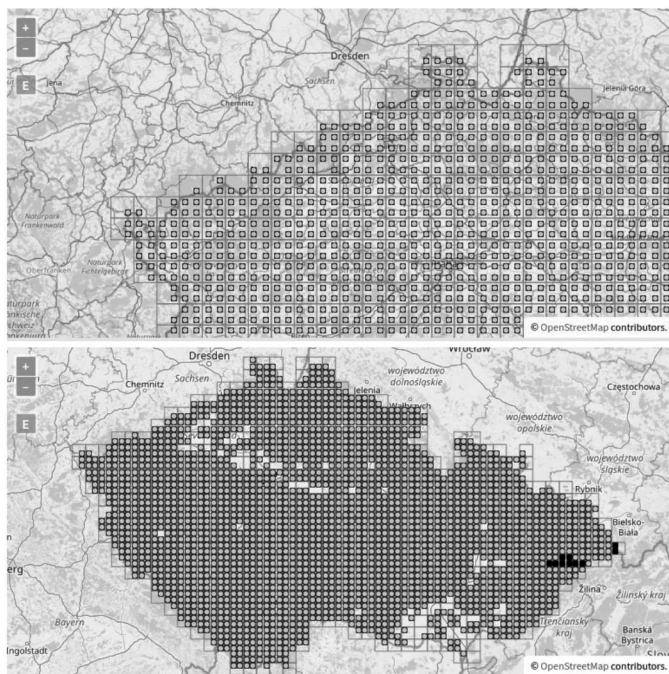 +
−
E
Dresden
Sachsen
Jelenia Góra
Jena
Chemnitz
Naturpark
Frankenwald
Oberfranken
Naturpark
Fichtelgebirge
© OpenStreetMap contributors.
+
−
E
Dresden
Wrocław
Chemnitz
Sachsen
województwo
dolnośląskie
Jelenia
Wałbrzych
Częstochowa
województwo
opolskie
województwo
śląskie
Rybnik
Bielsko-
Biała
erg
Žilina
Žilinský kraj
Bayern
Trenčiansky
kraj
Banská
Bystrica
Ingolstadt
Slov
© OpenStreetMap contributors.